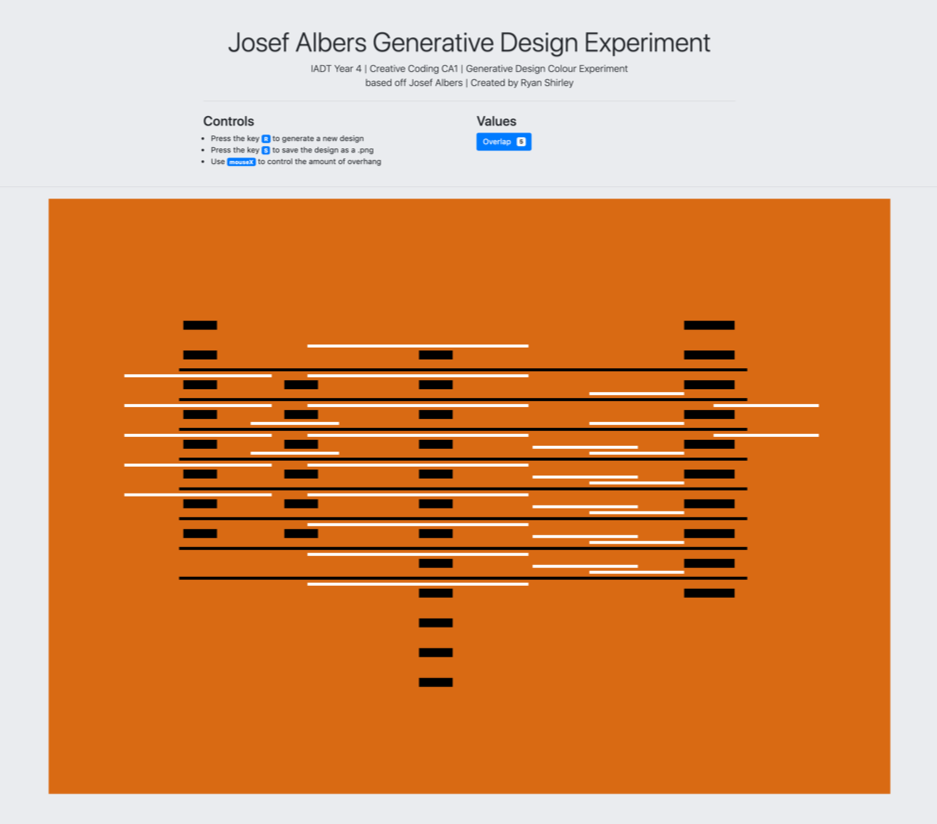 Josef Albers Generative Design Experiment
IADT Year 4 | Creative Coding CA1 | Generative Design Colour Experiment
based off Josef Albers | Created by Ryan Shirley
Controls
Press the key R to generate a new design
Press the key S to save the design as a .png
Use mouseX to control the amount of overhang
Values
Overlap 5